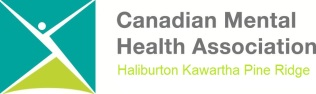 Canadian Mental
Health Association
Haliburton Kawartha Pine Ridge